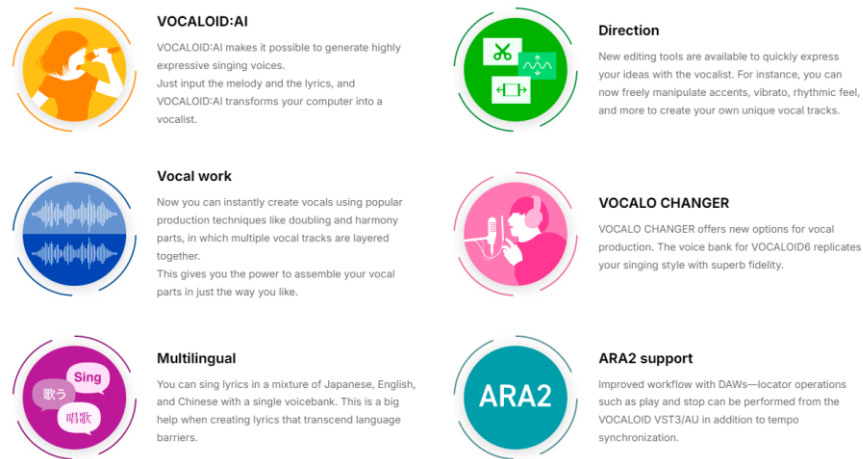 VOCALOID:AI
VOCALOID:AI makes it possible to generate highly
expressive singing voices.
Just input the melody and the lyrics, and
VOCALOID:AI transforms your computer into a
vocalist.
Direction
New editing tools are available to quickly express
your ideas with the vocalist. For instance, you can
now freely manipulate accents, vibrato, rhythmic feel,
and more to create your own unique vocal tracks.
Vocal work
Now you can instantly create vocals using popular
production techniques like doubling and harmony
parts, in which multiple vocal tracks are layered
together.
This gives you the power to assemble your vocal
parts in just the way you like.
VOCALO CHANGER
VOCALO CHANGER offers new options for vocal
production. The voice bank for VOCALOID6 replicates
your singing style with superb fidelity.
Sing
歌う
唱歌
Multilingual
You can sing lyrics in a mixture of Japanese, English,
and Chinese with a single voicebank. This is a big
help when creating lyrics that transcend language
barriers.
ARA2
ARA2 support
Improved workflow with DAWs—locator operations
such as play and stop can be performed from the
VOCALOID VST3/AU in addition to tempo
synchronization.